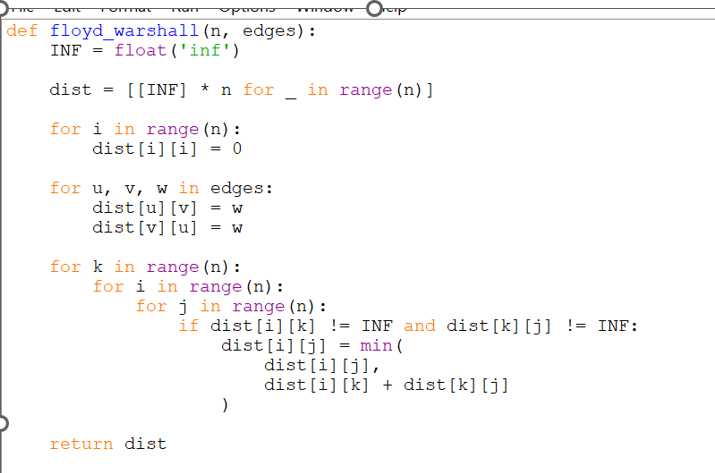 def floyd_warshall(n, edges):
    INF = float('inf')

    dist = [[INF] * n for _ in range(n)]

    for i in range(n):
        dist[i][i] = 0

    for u, v, w in edges:
        dist[u][v] = w
        dist[v][u] = w

    for k in range(n):
        for i in range(n):
            for j in range(n):
                if dist[i][k] != INF and dist[k][j] != INF:
                    dist[i][j] = min(
                        dist[i][j],
                        dist[i][k] + dist[k][j]
                    )

    return dist